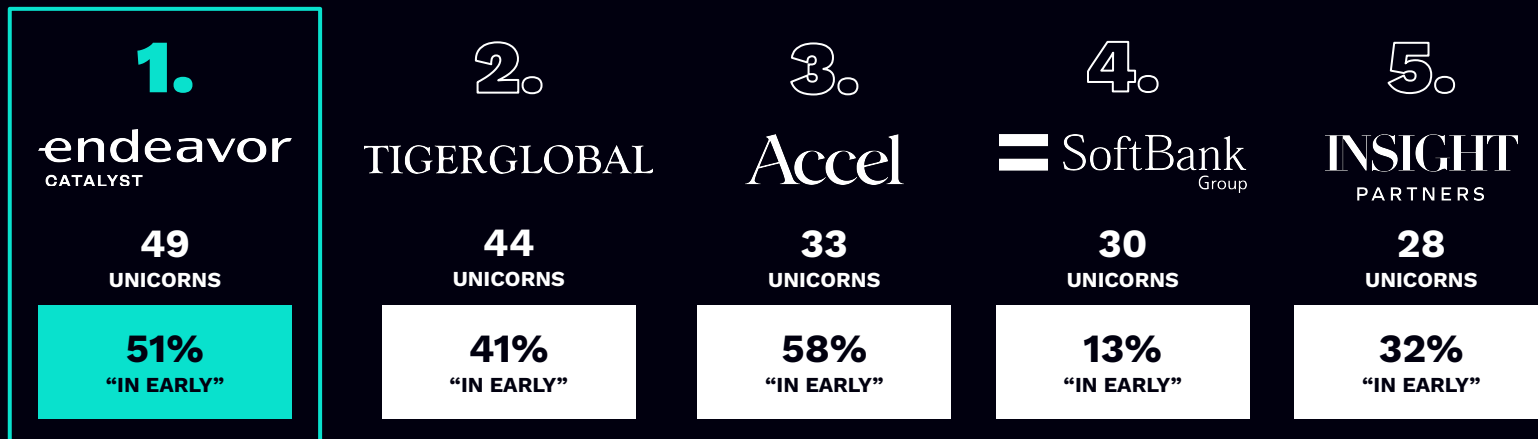 1.
endeavor
CATALYST
49
UNICORNS
51%
“IN EARLY”
2.
TIGERGLOBAL
44
UNICORNS
41%
“IN EARLY”
3.
Accel
33
UNICORNS
58%
“IN EARLY”
4.
SoftBank
Group
30
UNICORNS
13%
“IN EARLY”
5.
INSIGHT
PARTNERS
28
UNICORNS
32%
“IN EARLY”